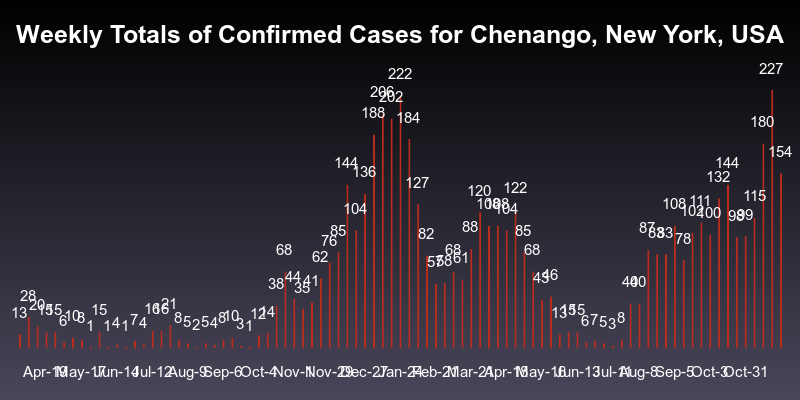 Weekly Totals of Confirmed Cases for Chenango, New York, USA
13 28 20 15 15 6 10 8 1 15 1 4 1 7 4 16 16 21 8 5 2 5 4 8 10 3 1 12 14 38 68 44 35 41 62 76 85 144 104 136 188 206 202 222 184 127 82 57 58 68 61 88 120 108 108 104 122 85 68 43 46 13 15 15 6 7 5 3 8 40 40 87 83 83 108 78 102 111 100 132 144 98 99 115 180 227 154
Apr-19 May-17 Jun-14 Jul-12 Aug-9 Sep-6 Oct-4 Nov-1 Nov-29 Dec-27 Jan-24 Feb-21 Mar-21 Apr-18 May-16 Jun-13 Jul-11 Aug-8 Sep-5 Oct-3 Oct-31